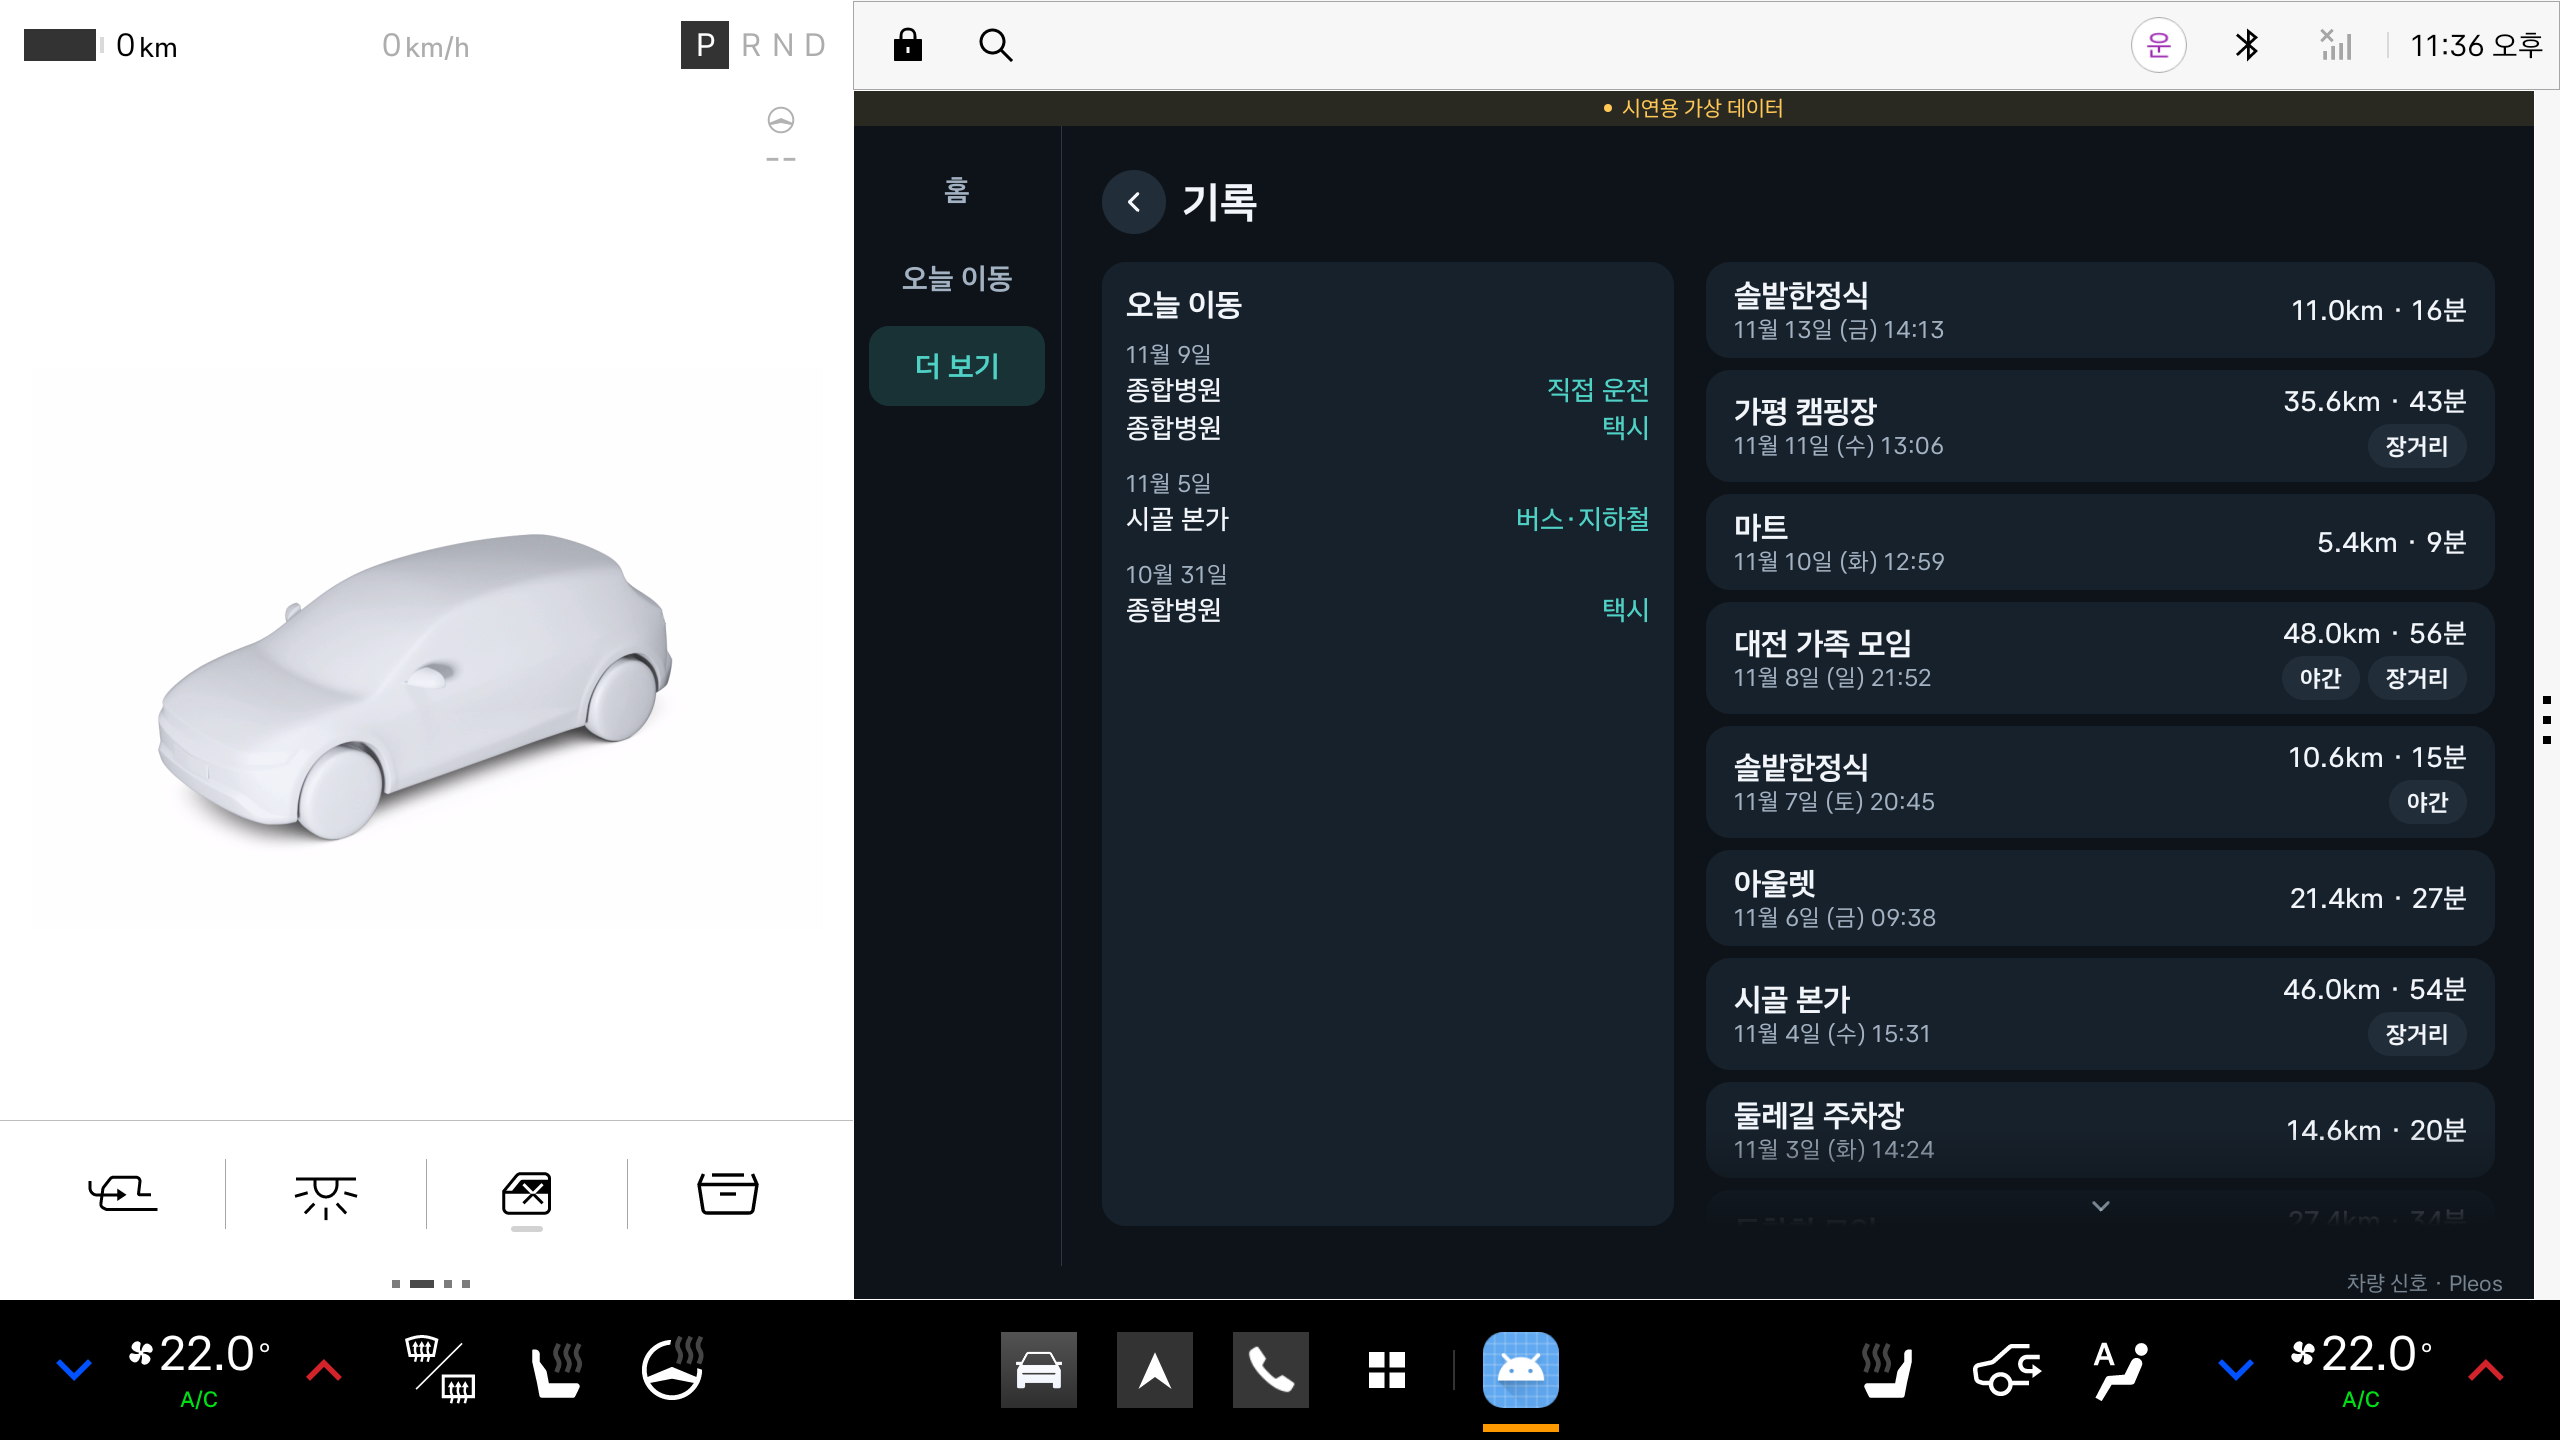 0 km
0 km/h
P R N D
--
A/C
22.0°
운
11:36 오후
시연용 가상 데이터
홈
오늘 이동
더 보기
기록
오늘 이동
11월 9일
종합병원 직접 운전
종합병원 택시
11월 5일
시골 본가 버스·지하철
10월 31일
종합병원 택시
솔밭한정식
11월 13일 (금) 14:13
11.0km · 16분
가평 캠핑장
11월 11일 (수) 13:06
35.6km · 43분
장거리
마트
11월 10일 (화) 12:59
5.4km · 9분
대전 가족 모임
11월 8일 (일) 21:52
48.0km · 56분
야간 장거리
솔밭한정식
11월 7일 (토) 20:45
10.6km · 15분
야간
아울렛
11월 6일 (금) 09:38
21.4km · 27분
시골 본가
11월 4일 (수) 15:31
46.0km · 54분
장거리
둘레길 주차장
11월 3일 (화) 14:24
14.6km · 20분
27.4km · 34분
차량 신호 · Pleos
A
22.0°
A/C